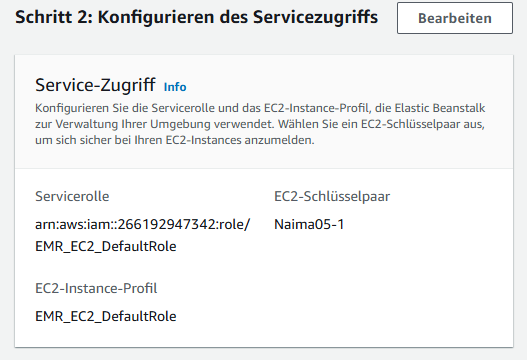 Schritt 2: Konfigurieren des Servicezugriffs
Bearbeiten
Service-Zugriff Info
Konfigurieren Sie die Servicerolle und das EC2-Instance-Profil, die Elastic Beanstalk
zur Verwaltung Ihrer Umgebung verwendet. Wählen Sie ein EC2-Schlüsselpaar aus,
um sich sicher bei Ihren EC2-Instances anzumelden.
Servicerolle
arn:aws:iam::266192947342:role/
EMR_EC2_DefaultRole
EC2-Schlüsselpaar
Naima05-1
EC2-Instance-Profil
EMR_EC2_DefaultRole